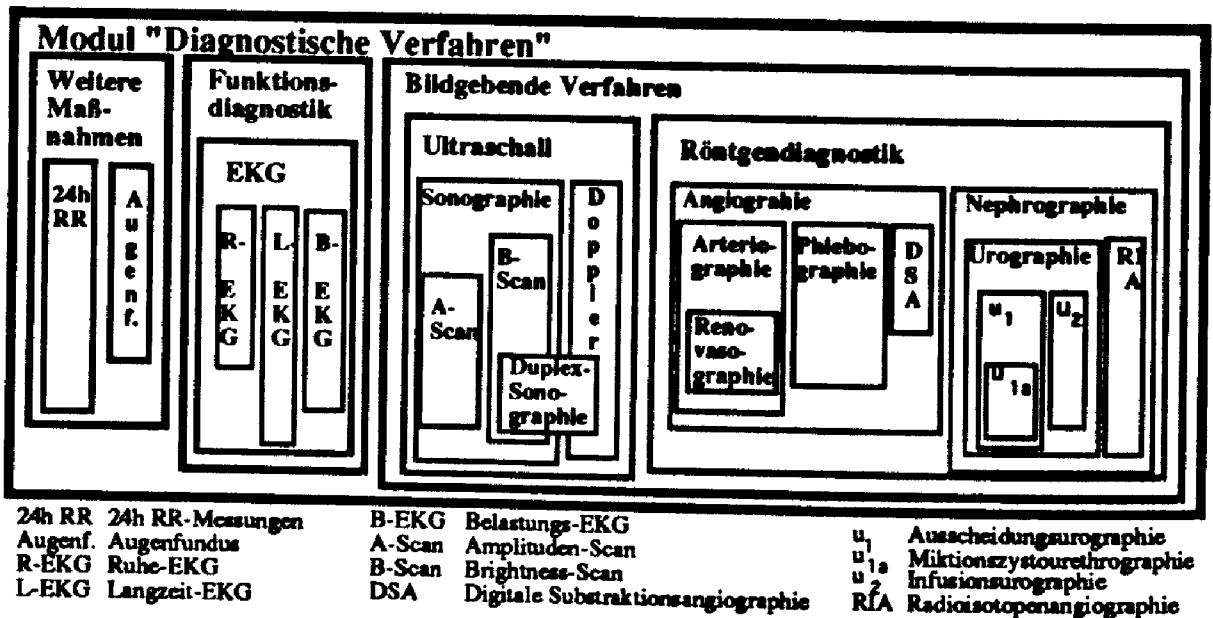 Modul "Diagnostische Verfahren"
Weitere
Maß-
nahmen
24h
RR
Augenf.
Funktions-
diagnostik
EKG
R-
EKG
L-
EKG
B-
EKG
Bildgebende Verfahren
Ultraschall
Sonographie
A-
Scan
B-
Scan
Doppler
Duplex-
Sono-
graphie
Röntgendiagnostik
Angiograhie
Arterio-
graphie
Reno-
vaso-
graphie
Phlebo-
graphie
DSA
Nephrographie
Urographie
u1
u1a
u2
RIA
24h RR 24h RR-Messungen
Augenf. Augenfundus
R-EKG Ruhe-EKG
L-EKG Langzeit-EKG
B-EKG Belastungs-EKG
A-Scan Amplituden-Scan
B-Scan Brightness-Scan
DSA Digitale Substraktionsangiographie
u1 Ausscheidungsurographie
u1a Miktionszystourethrographie
u2 Infusionsurographie
RIA Radioisotopenangiographie